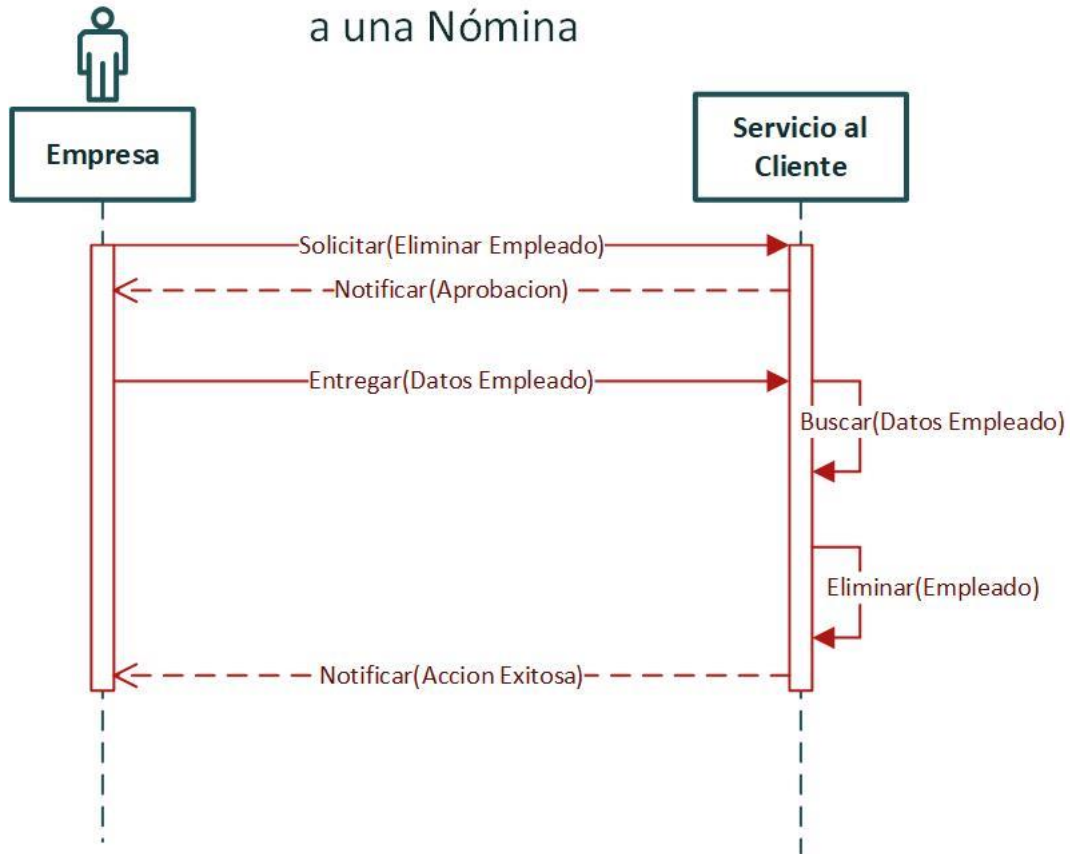 a una Nómina
Empresa
Servicio al
Cliente
Solicitar(Eliminar Empleado)
Notificar(Aprobacion)
Entregar(Datos Empleado)
Buscar(Datos Empleado)
Eliminar(Empleado)
Notificar(Accion Exitosa)